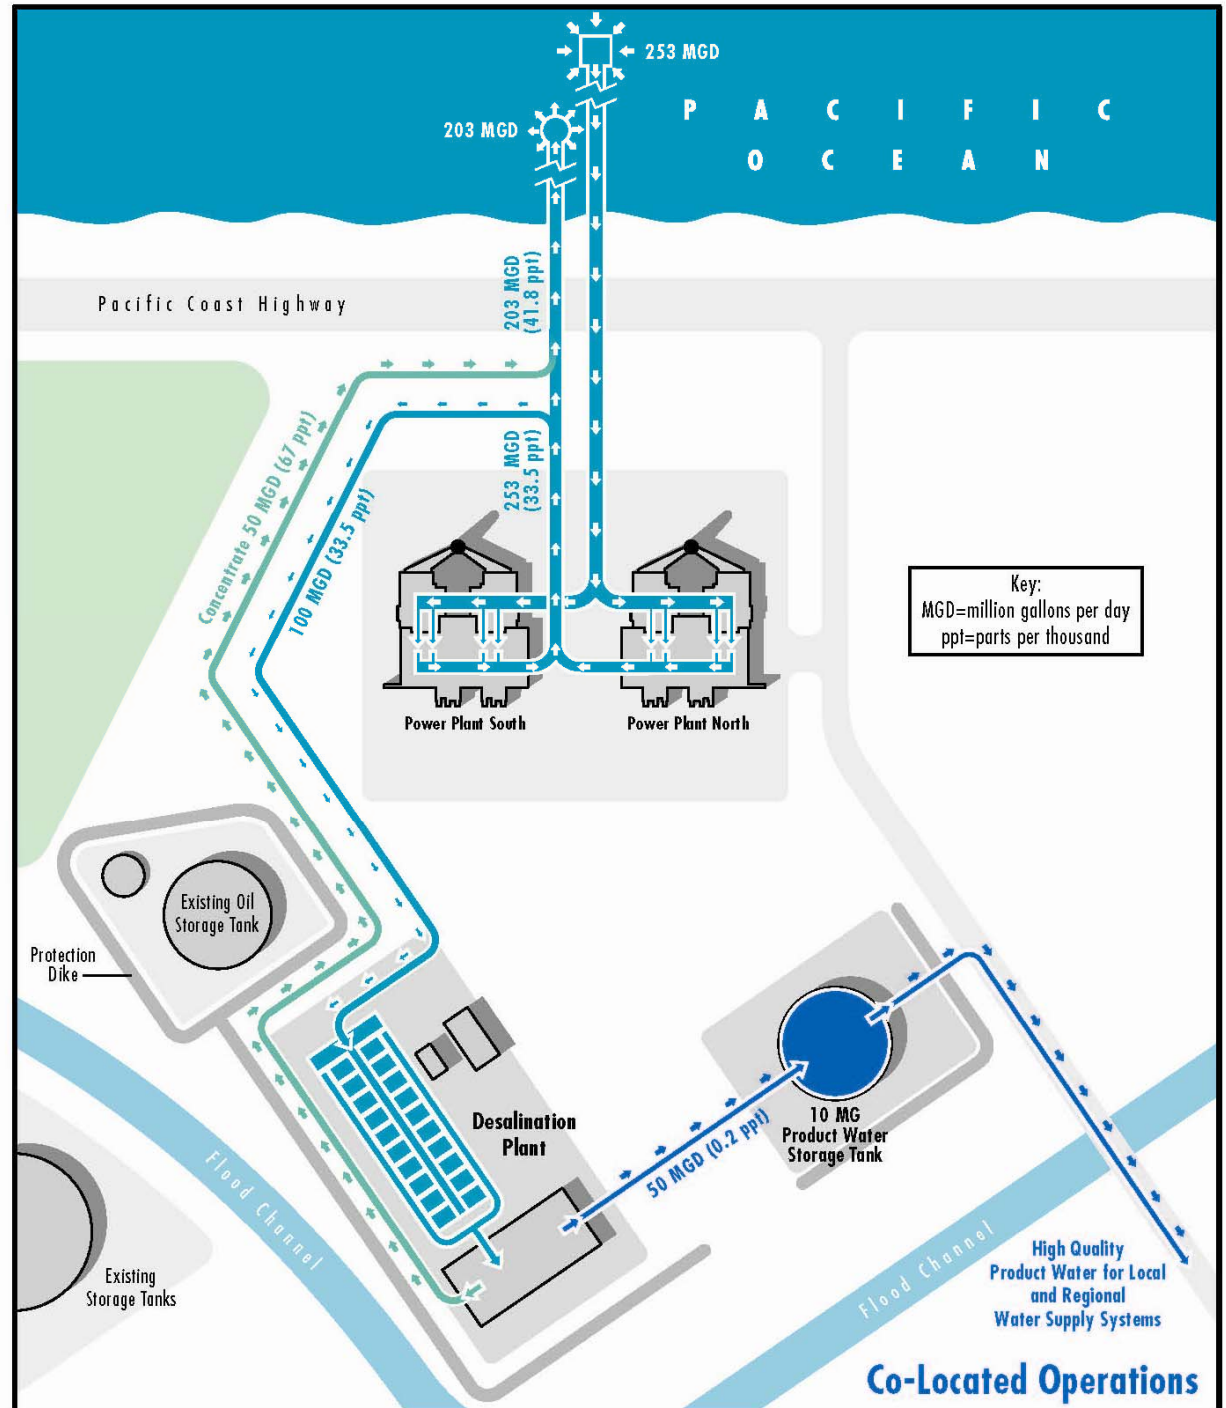 253 MGD
203 MGD
P A C I F I C
O C E A N
203 MGD
(41.8 ppt)
Pacific Coast Highway
Concentrate 50 MGD (67 ppt)
100 MGD (33.5 ppt)
253 MGD
(33.5 ppt)
Key:
MGD=million gallons per day
ppt=parts per thousand
Power Plant South
Power Plant North
Existing Oil
Storage Tank
Protection
Dike
Desalination
Plant
10 MG
Product Water
Storage Tank
50 MGD (0.2 ppt)
Flood Channel
Flood Channel
Existing
Storage Tanks
High Quality
Product Water for Local
and Regional
Water Supply Systems
Co-Located Operations